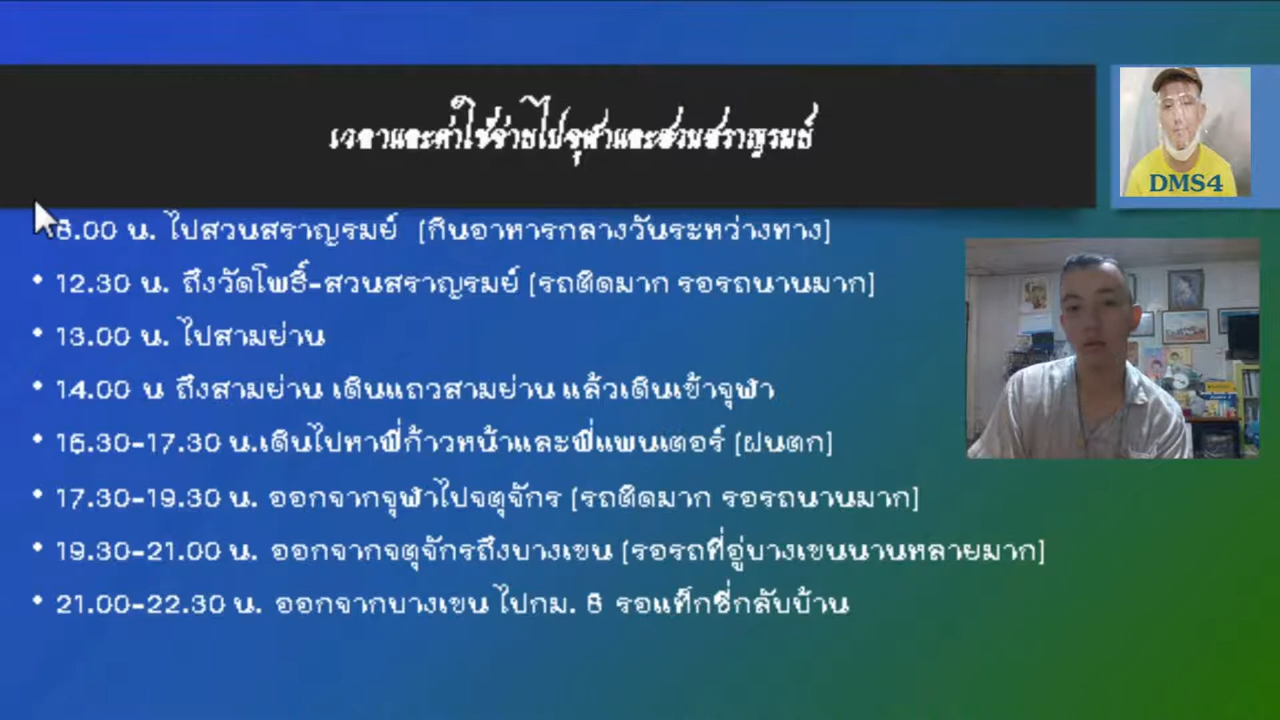 เวลาและค่าใช้จ่ายไปจุฬาและสวนสราญรมย์
DMS4
8.00 น. ไปสวนสราญรมย์ (กินอาหารกลางวันระหว่างทาง)
• 12.30 น. ถึงวัดโพธิ์-สวนสราญรมย์ (รถติดมาก รอรถนานมาก)
• 13.00 น. ไปสามย่าน
• 14.00 น ถึงสามย่าน เดินแถวสามย่าน แล้วเดินเข้าจุฬา
• 15.30-17.30 น.เดินไปหาพี่ก้าวหน้าและพี่แพนเตอร์ (ฝนตก)
• 17.30-19.30 น. ออกจากจุฬาไปจตุจักร (รถติดมาก รอรถนานมาก)
• 19.30-21.00 น. ออกจากจตุจักรถึงบางเขน (รอรถที่อู่บางเขนนานหลายมาก)
• 21.00-22.30 น. ออกจากบางเขน ไปกม. 8 รอแท็กซี่กลับบ้าน